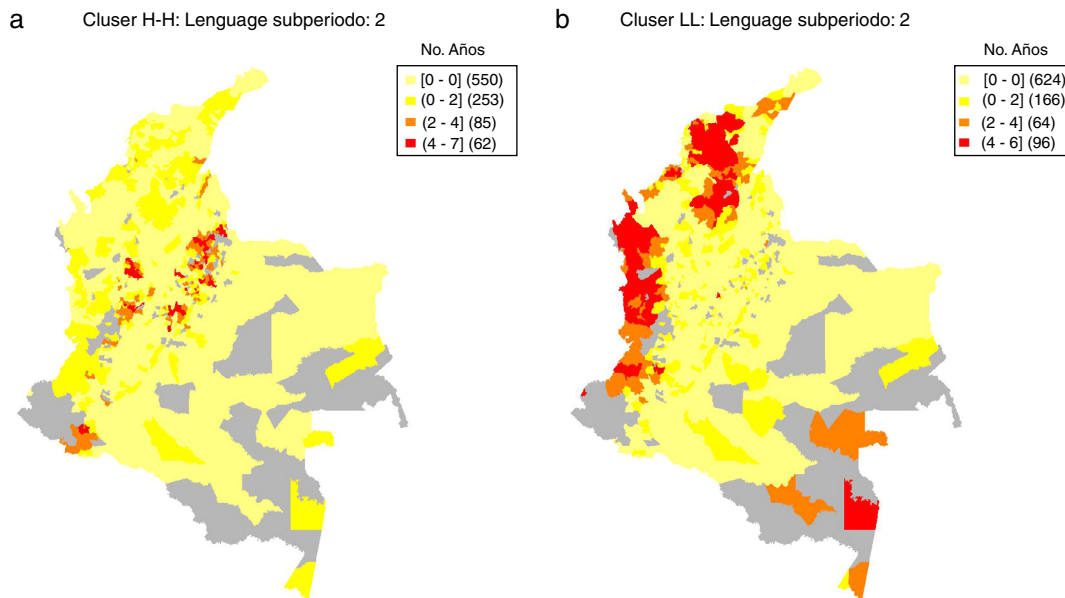 a
Cluser H-H: Lenguage subperiodo: 2
No. Años
[0 - 0] (550)
(0 - 2] (253)
(2 - 4] (85)
(4 - 7] (62)
b
Cluser LL: Lenguage subperiodo: 2
No. Años
[0 - 0] (624)
(0 - 2] (166)
(2 - 4] (64)
(4 - 6] (96)